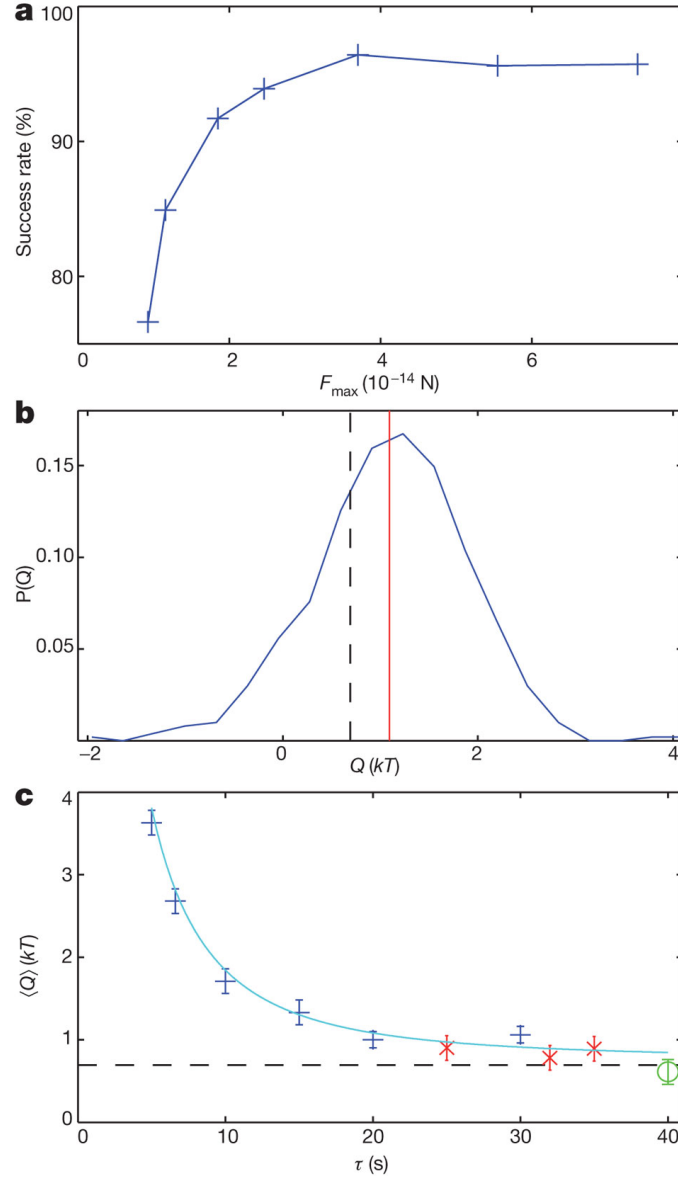 a
100
90
80
Success rate (%)
0 2 4 6
F_max (10⁻¹⁴ N)
b
0.15
0.10
0.05
P(Q)
−2 0 2 4
Q (kT)
c
4
3
2
1
0
⟨Q⟩ (kT)
0 10 20 30 40
τ (s)